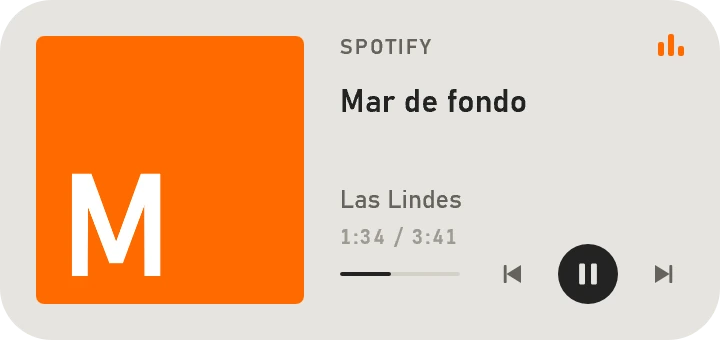 M
SPOTIFY
Mar de fondo
Las Lindes
1:34 / 3:41